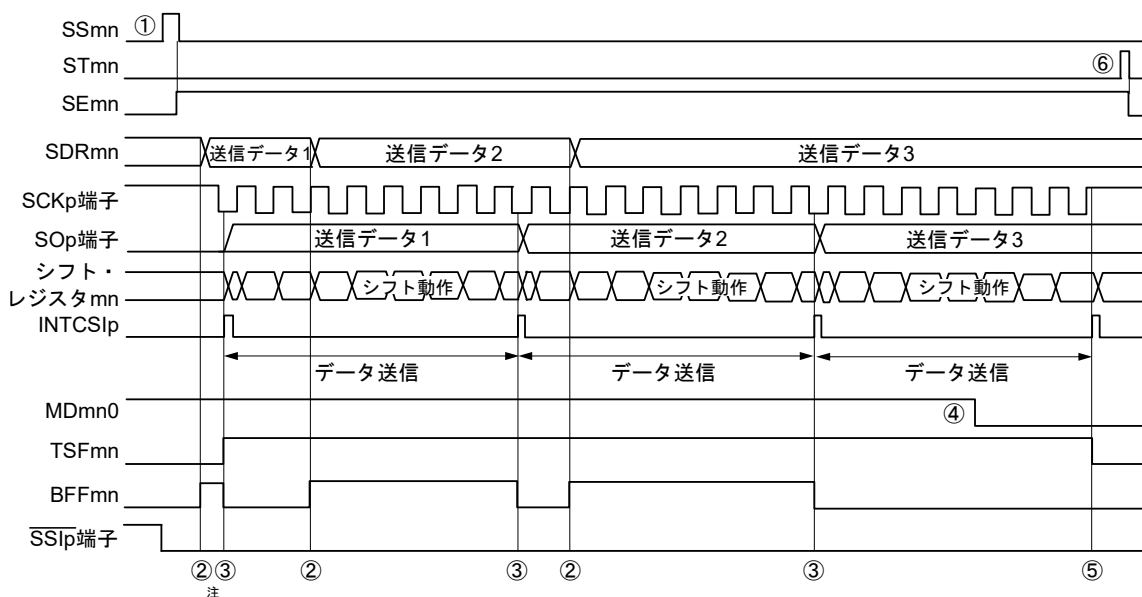 SSmn ①
STmn ⑥
SEmn
SDRmn 送信データ1 送信データ2 送信データ3
SCKp端子
SOp端子 送信データ1 送信データ2 送信データ3
シフト・
レジスタmn シフト動作 シフト動作 シフト動作
INTCSIp
データ送信 データ送信 データ送信
MDmn0 ④
TSFmn
BFFmn
SSIp端子
② ③ ② ③ ② ③ ⑤
注